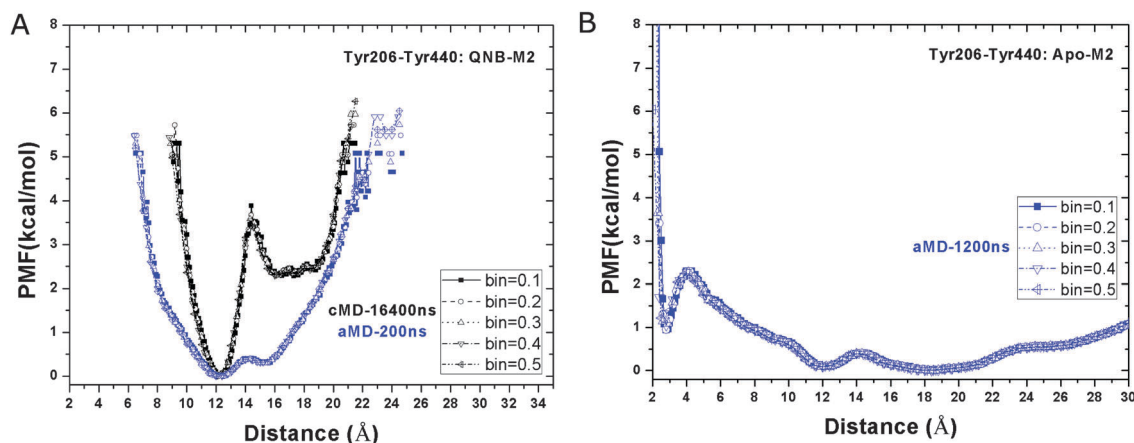 A
Tyr206-Tyr440: QNB-M2
PMF(kcal/mol)
8
7
6
5
4
3
2
1
0
cMD-16400ns
aMD-200ns
bin=0.1
bin=0.2
bin=0.3
bin=0.4
bin=0.5
2 4 6 8 10 12 14 16 18 20 22 24 26 28 30 32 34
Distance (Å)
B
Tyr206-Tyr440: Apo-M2
PMF(kcal/mol)
8
7
6
5
4
3
2
1
0
aMD-1200ns
bin=0.1
bin=0.2
bin=0.3
bin=0.4
bin=0.5
2 4 6 8 10 12 14 16 18 20 22 24 26 28 30
Distance (Å)